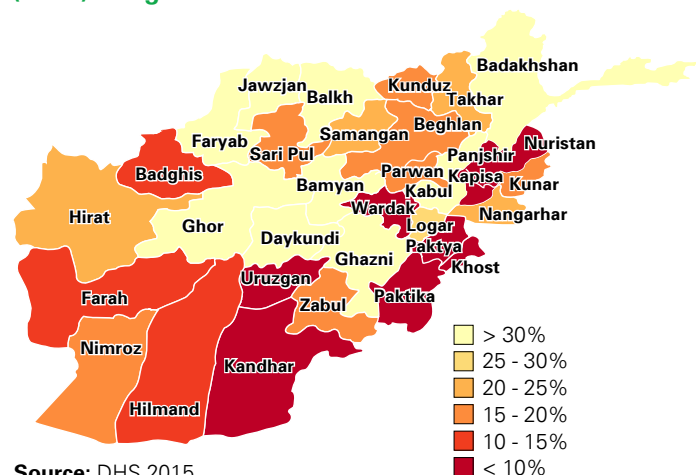 Badakhshan
Jawzjan
Kunduz
Balkh
Takhar
Beghlan
Samangan
Faryab
Nuristan
Sari Pul
Panjshir
Badghis
Parwan
Kapisa
Kunar
Bamyan
Kabul
Wardak
Hirat
Nangarhar
Ghor
Logar
Daykundi
Paktya
Ghazni
Khost
Uruzgan
Farah
Zabul
Paktika
> 30%
Nimroz
25 - 30%
Kandhar
20 - 25%
Hilmand
15 - 20%
10 - 15%
< 10%
Source: DHS 2015